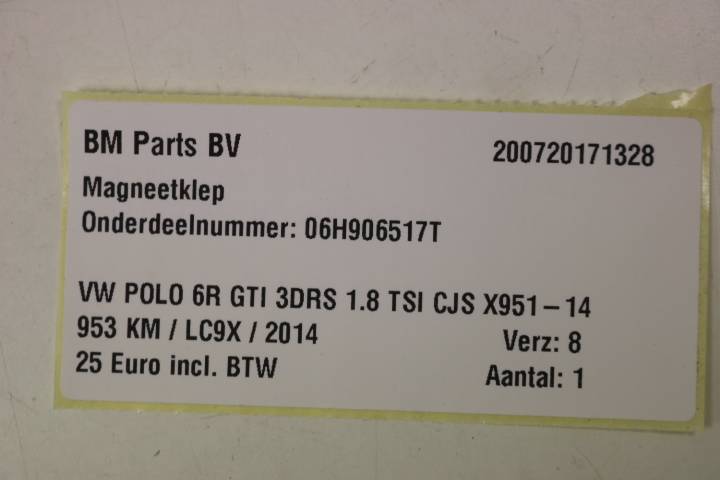 BM Parts BV 200720171328
Magneetklep
Onderdeelnummer: 06H906517T
VW POLO 6R GTI 3DRS 1.8 TSI CJS X951-14
953 KM / LC9X / 2014 Verz: 8
25 Euro incl. BTW Aantal: 1